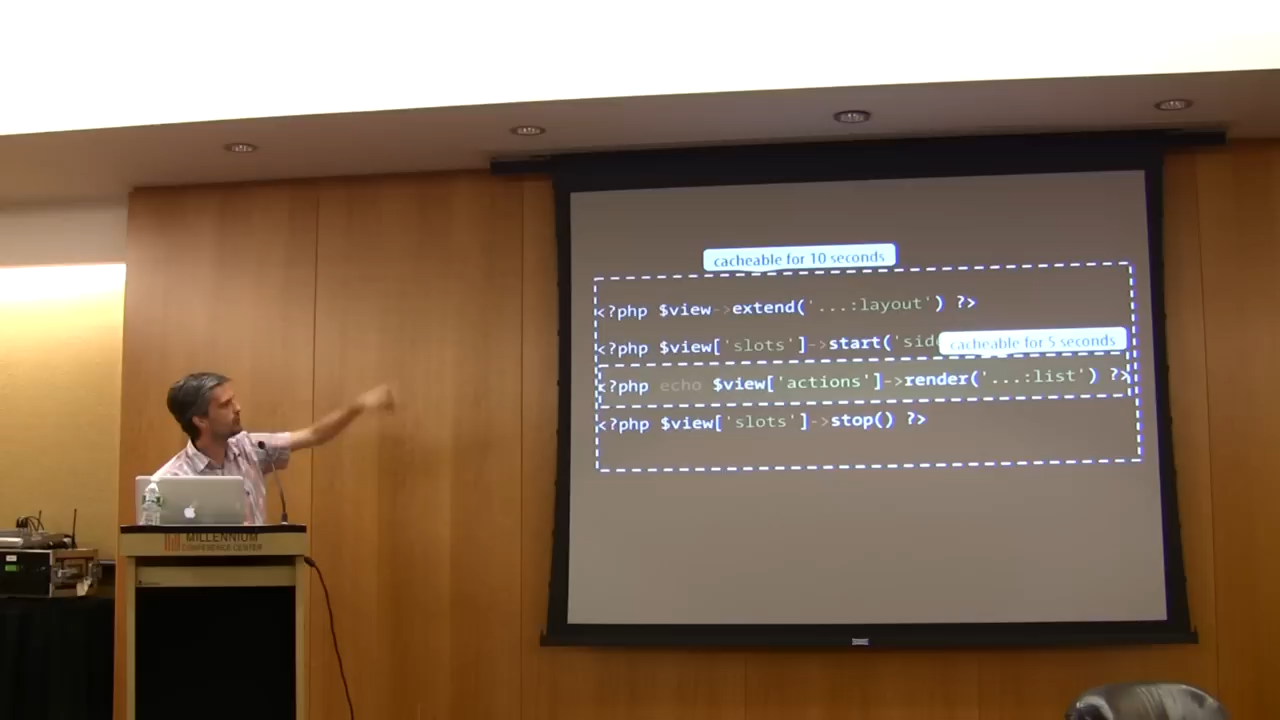 cacheable for 10 seconds
<?php $view->extend('...:layout') ?>
<?php $view['slots']->start('sid
cacheable for 5 seconds
<?php echo $view['actions']->render('...:list') ?>
<?php $view['slots']->stop() ?>
MILLENNIUM
CONFERENCE CENTER